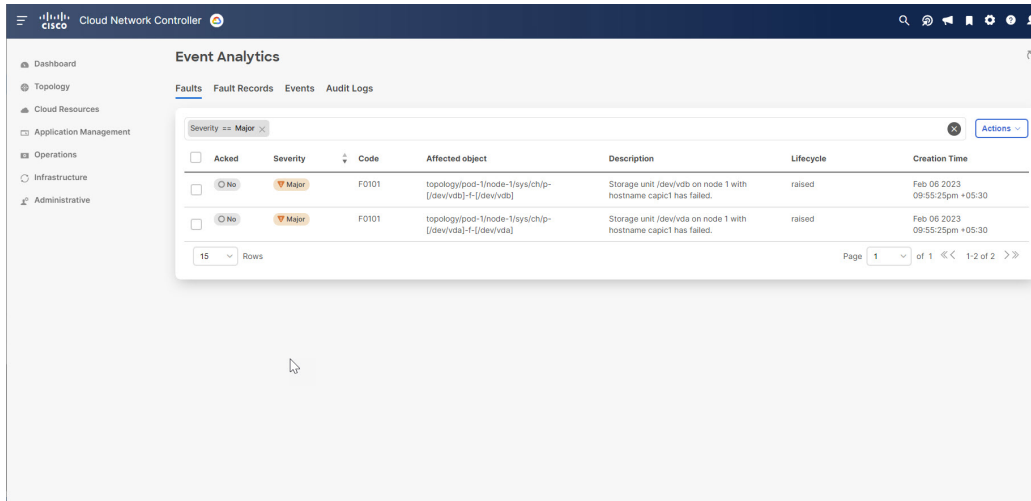 CISCO Cloud Network Controller
Dashboard
Topology
Cloud Resources
Application Management
Operations
Infrastructure
Administrative
Event Analytics
Faults Fault Records Events Audit Logs
Severity == Major
Actions
Acked Severity Code Affected object Description Lifecycle Creation Time
No Major F0101 topology/pod-1/node-1/sys/ch/p- Storage unit /dev/vdb on node 1 with raised Feb 06 2023
[/dev/vdb]-f-[/dev/vdb] hostname capic1 has failed. 09:55:25pm +05:30
No Major F0101 topology/pod-1/node-1/sys/ch/p- Storage unit /dev/vda on node 1 with raised Feb 06 2023
[/dev/vda]-f-[/dev/vda] hostname capic1 has failed. 09:55:25pm +05:30
15 Rows Page 1 of 1 1-2 of 2